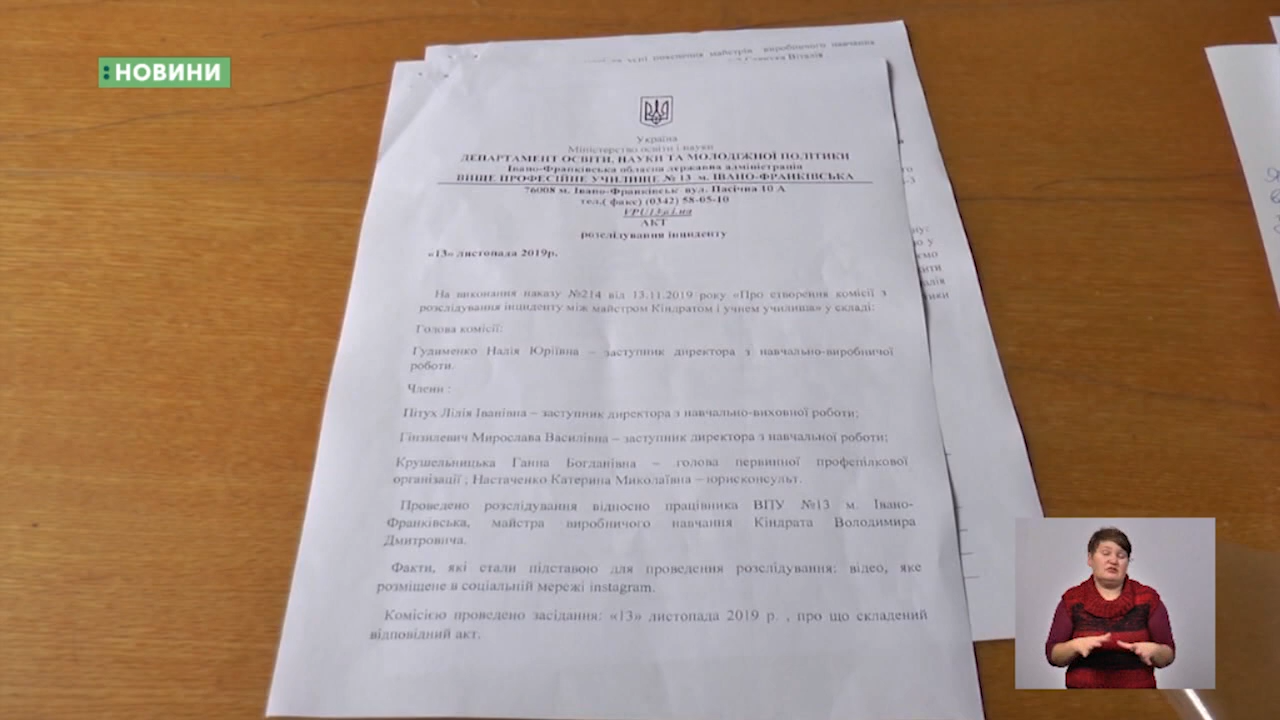 :НОВИНИ
майстрів виробничого навчання
Україна
Міністерство освіти і науки
ДЕПАРТАМЕНТ ОСВІТИ, НАУКИ ТА МОЛОДІЖНОЇ ПОЛІТИКИ
Івано-Франківська обласна державна адміністрація
ВИЩЕ ПРОФЕСІЙНЕ УЧИЛИЩЕ № 13 м. ІВАНО-ФРАНКІВСЬКА
76008 м. Івано-Франківськ вул. Пасічна 10 А
тел.( факс) (0342) 58-05-10
VPU13@i.ua
АКТ
розслідування інциденту
«13» листопада 2019р.
На виконання наказу №214 від 13.11.2019 року «Про створення комісії з
розслідування інциденту між майстром Кіндратом і учнем училища» у складі:
Голова комісії:
Гудименко Надія Юріївна – заступник директора з навчально-виробничої
роботи.
Члени :
Пітух Лілія Іванівна – заступник директора з навчально-виховної роботи;
Гінзилевич Мирослава Василівна – заступник директора з навчальної роботи;
Крушельницька Ганна Богданівна – голова первинної профспілкової
організації ; Настаченко Катерина Миколаївна – юрисконсульт.
Проведено розслідування відносно працівника ВПУ №13 м. Івано-
Франківська, майстра виробничого навчання Кіндрата Володимира
Дмитровича.
Факти, які стали підставою для проведення розслідування: відео, яке
розміщене в соціальній мережі instagram.
Комісією проведено засідання: «13» листопада 2019 р. , про що складений
відповідний акт.